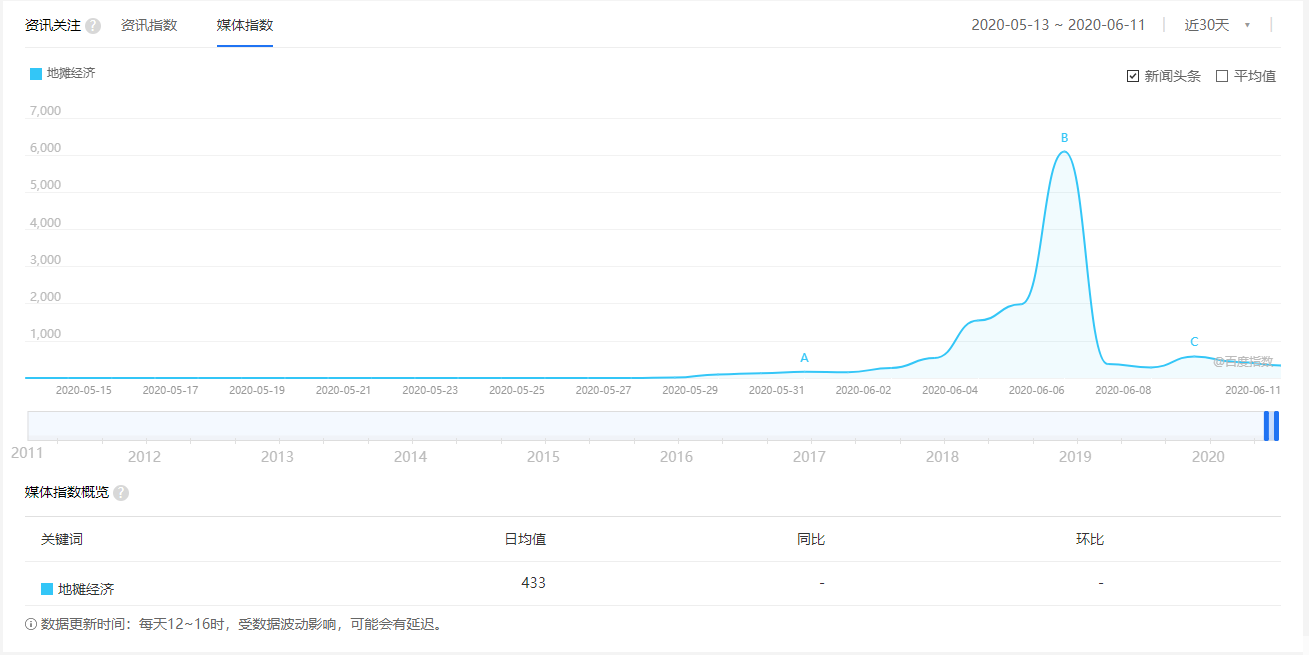 资讯关注 ? 资讯指数 媒体指数 2020-05-13 ~ 2020-06-11 近30天
地摊经济 新闻头条 平均值
7,000
B
6,000
5,000
4,000
3,000
2,000
1,000
C
A
@百度指数
2020-05-15 2020-05-17 2020-05-19 2020-05-21 2020-05-23 2020-05-25 2020-05-27 2020-05-29 2020-05-31 2020-06-02 2020-06-04 2020-06-06 2020-06-08 2020-06-11
2011 2012 2013 2014 2015 2016 2017 2018 2019 2020
媒体指数概览 ?
关键词 日均值 同比 环比
地摊经济 433 - -
数据更新时间：每天12~16时，受数据波动影响，可能会有延迟。